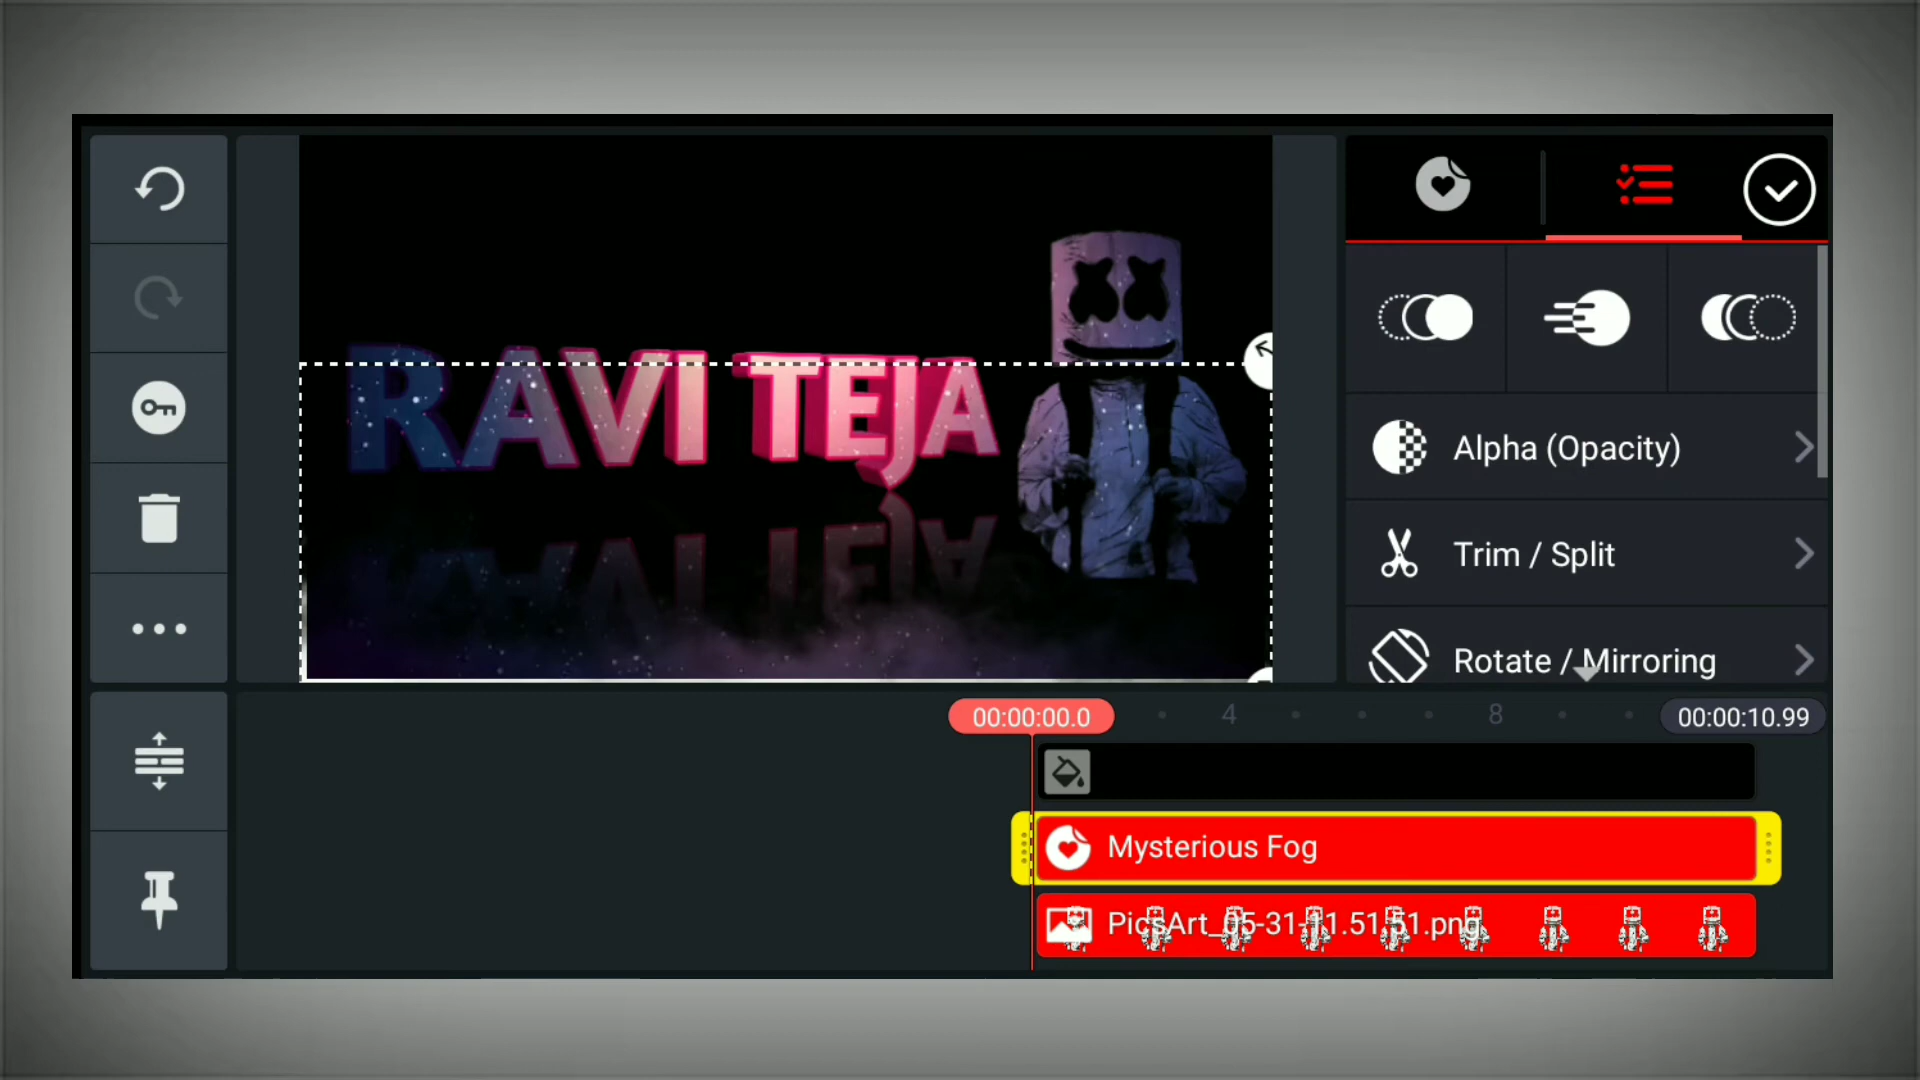 RAVI TEJA
Alpha (Opacity)
Trim / Split
Rotate / Mirroring
00:00:00.0
4
8
00:00:10.99
Mysterious Fog
PicsArt_05-31-11.51.51.png